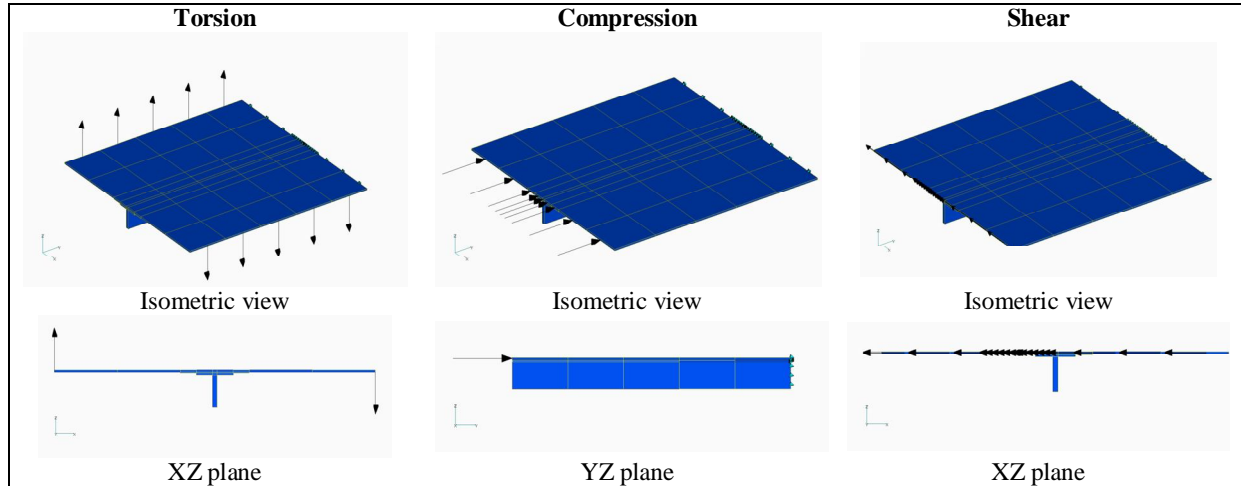 Torsion Compression Shear
Isometric view Isometric view Isometric view
XZ plane YZ plane XZ plane